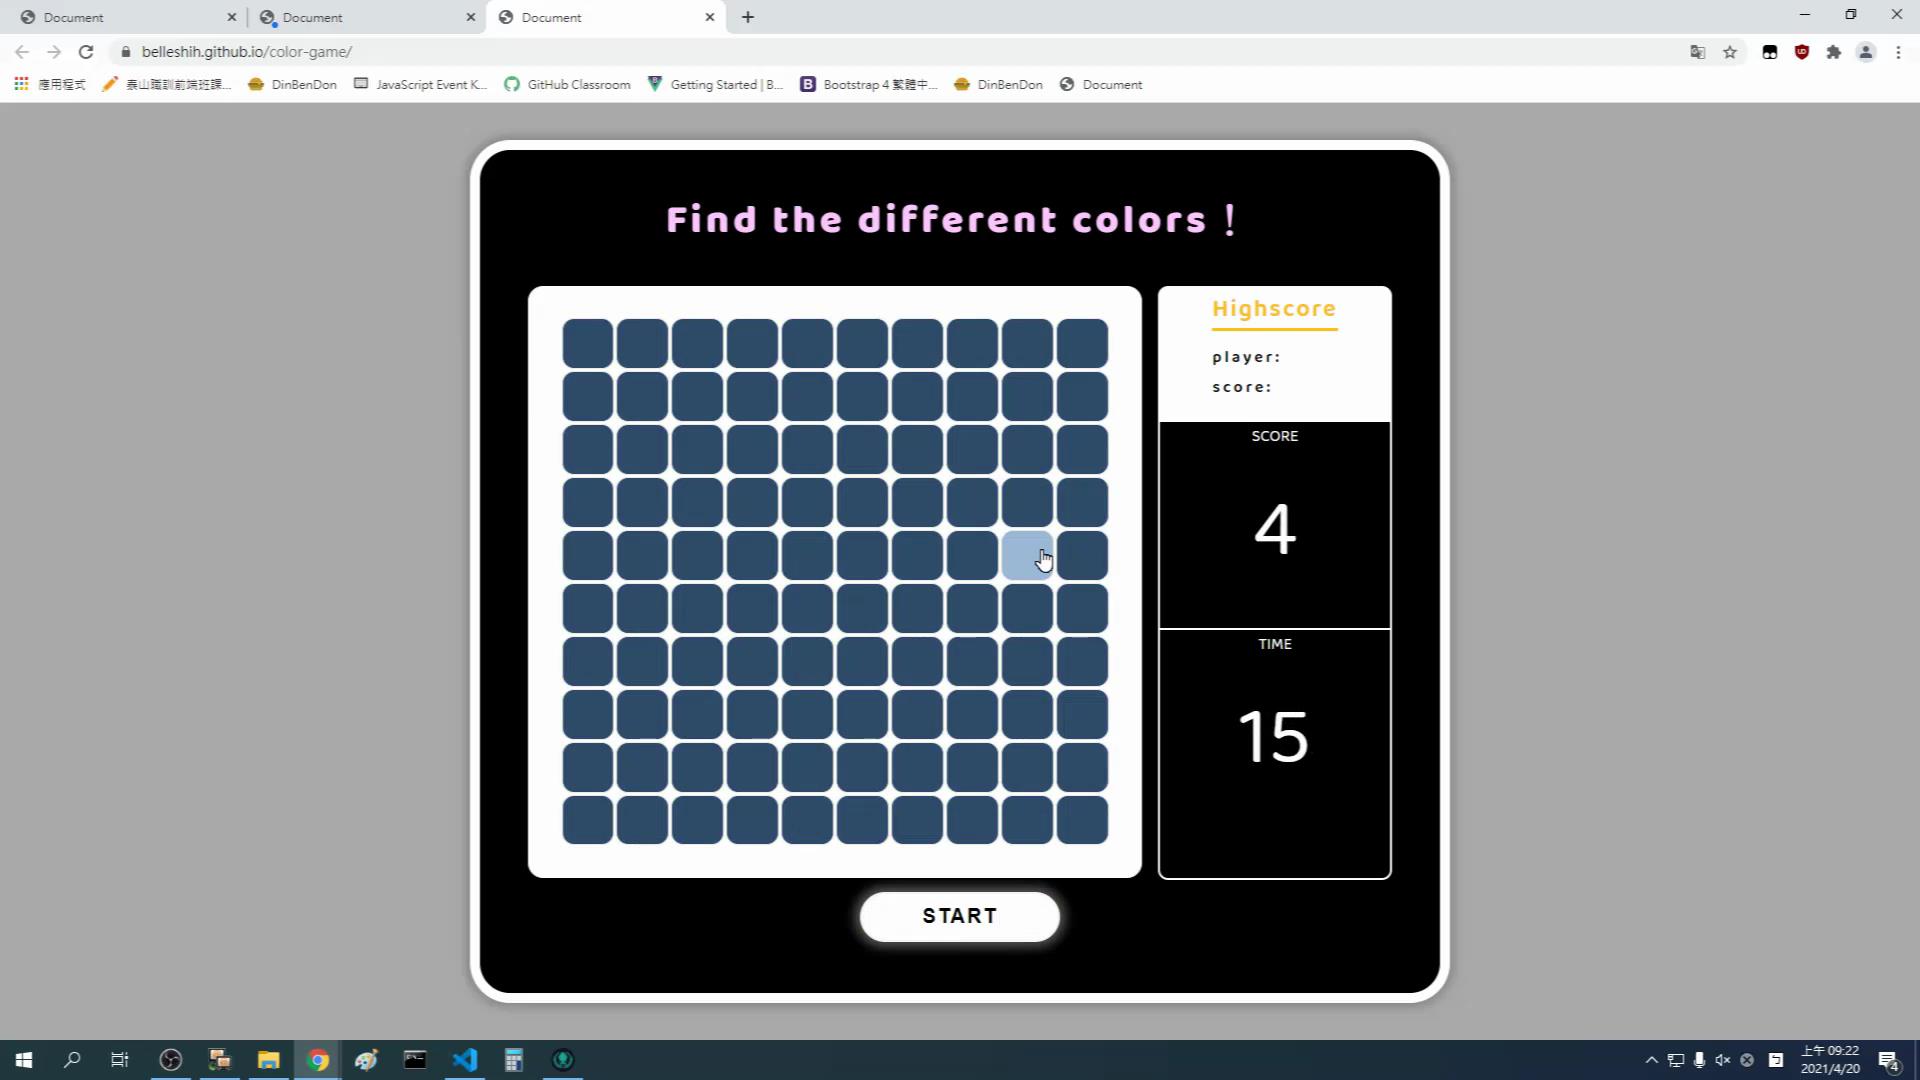 Document
Document
Document
belleshih.github.io/color-game/
應用程式
泰山職訓前端班課...
DinBenDon
JavaScript Event K...
GitHub Classroom
Getting Started | B...
Bootstrap 4 繁體中...
DinBenDon
Document
Find the different colors !
Highscore
player:
score:
SCORE
4
TIME
15
START
上午 09:22
2021/4/20
4